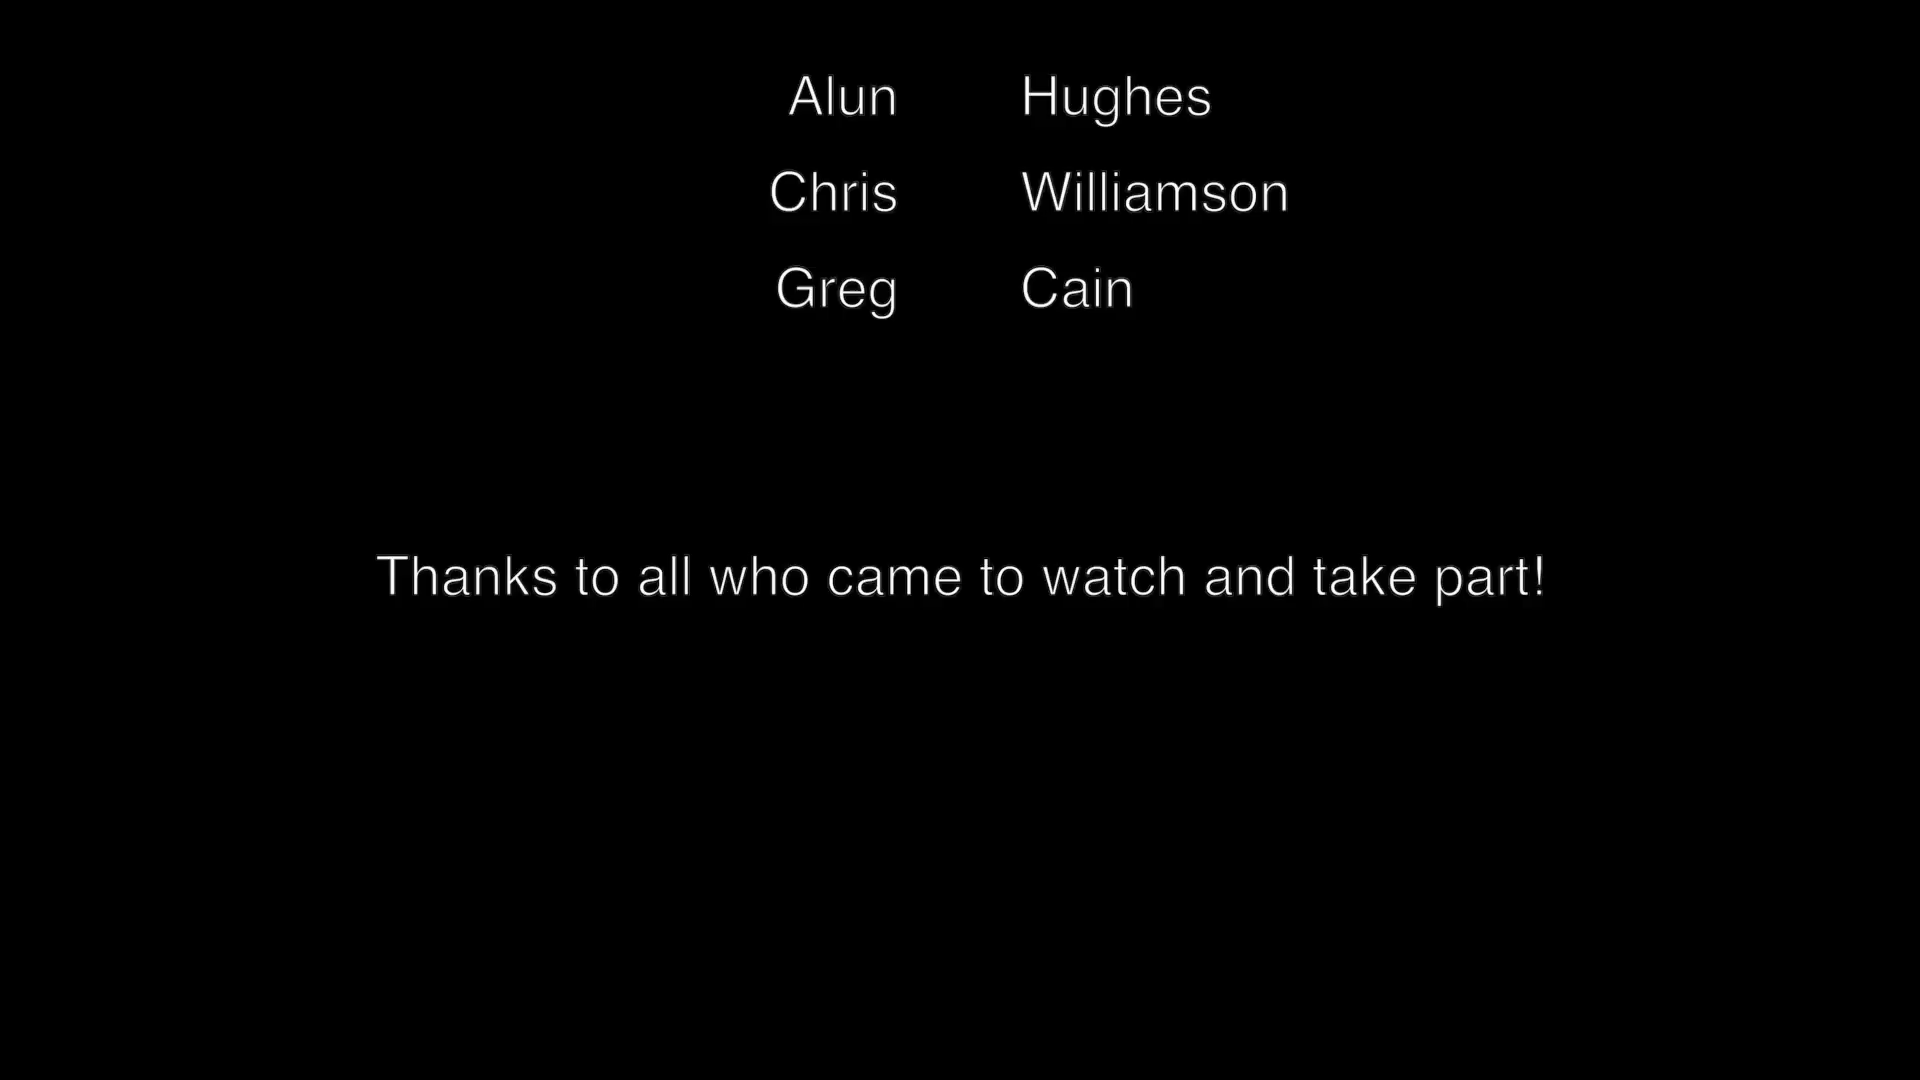 Alun Hughes
Chris Williamson
Greg Cain
Thanks to all who came to watch and take part!